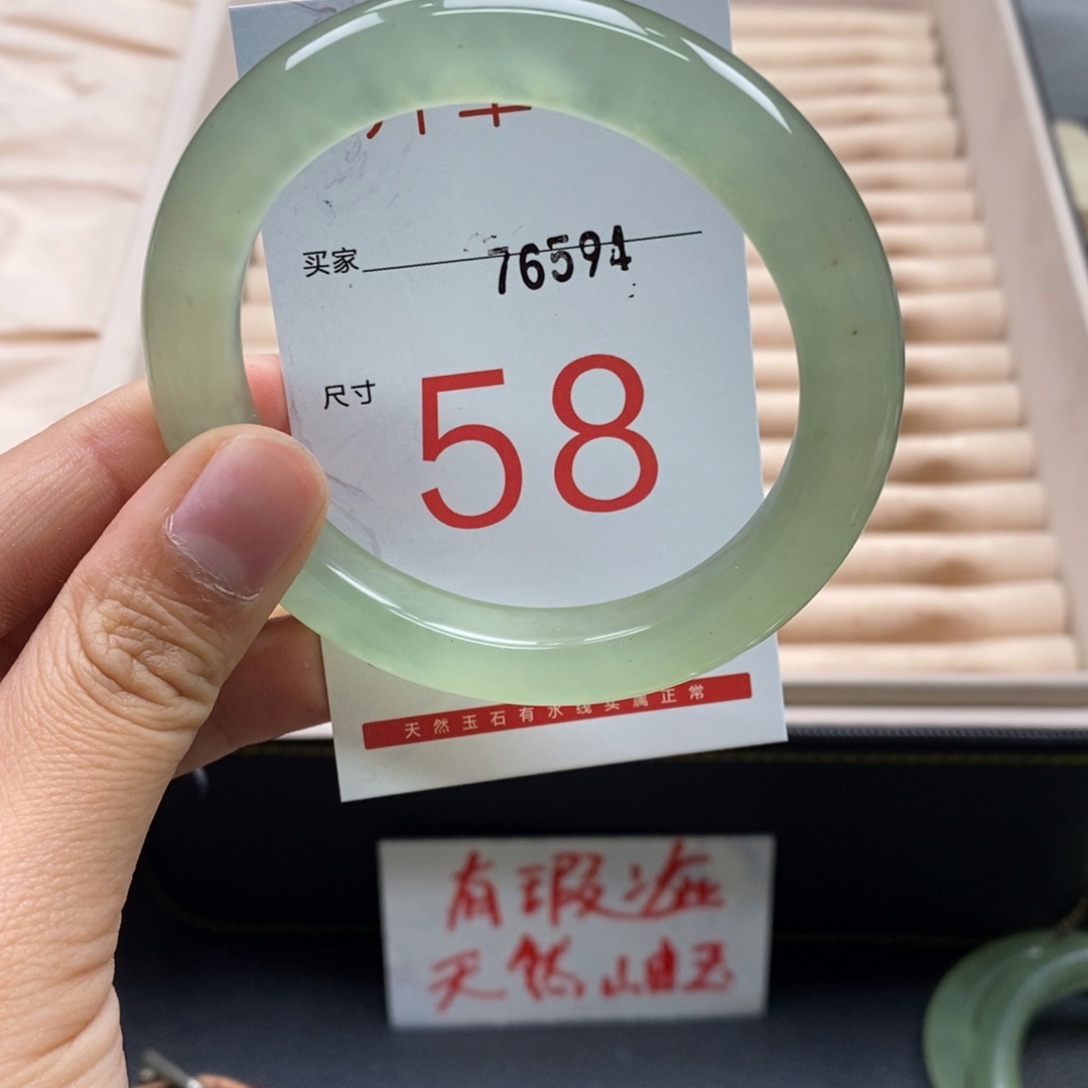 买家 76594
尺寸 58
天然玉石有水线实属正常
有瑕疵
天然岫玉